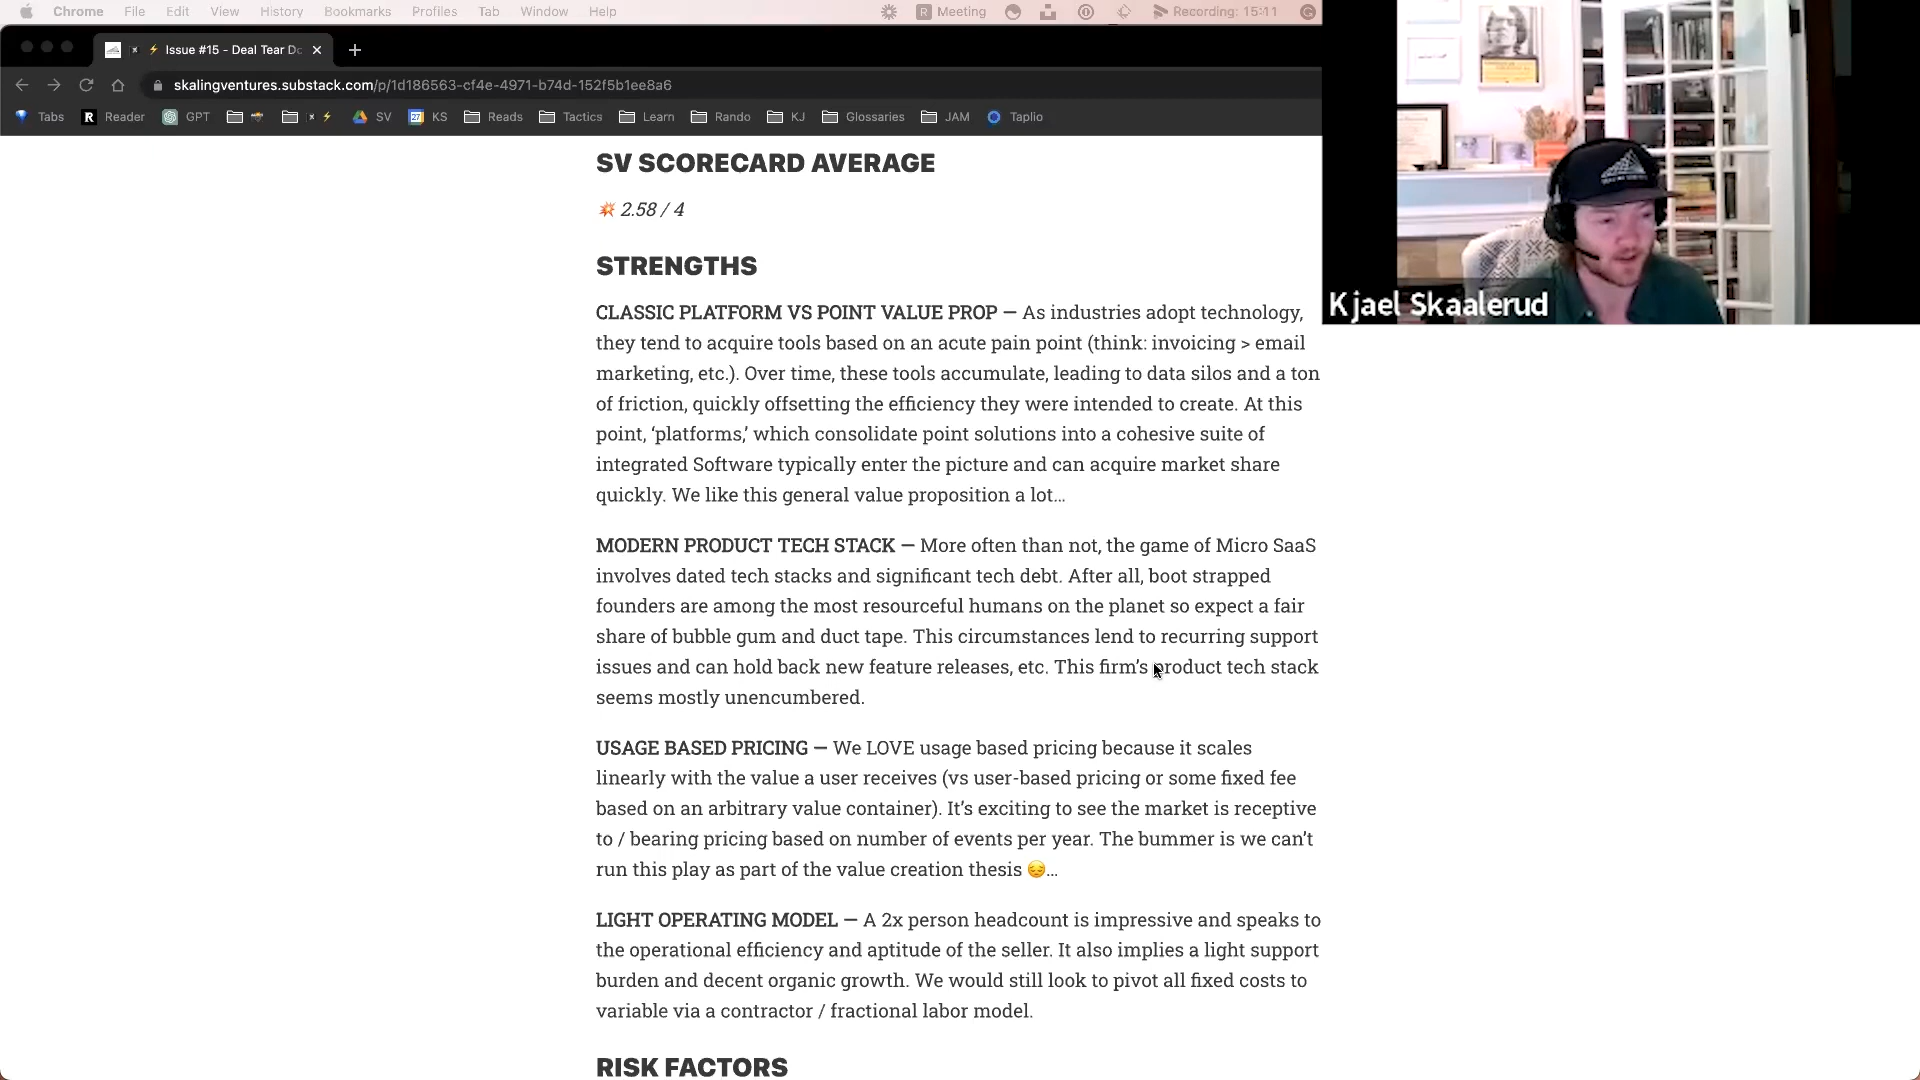 Chrome File Edit View History Bookmarks Profiles Tab Window Help
R Meeting
Recording: 15:11
Issue #15 - Deal Tear Do
skalingventures.substack.com/p/1d186563-cf4e-4971-b74d-152f5b1ee8a6
Tabs R Reader GPT SV 27 KS Reads Tactics Learn Rando KJ Glossaries JAM Taplio
Kjael Skaalerud
SV SCORECARD AVERAGE
💥 2.58 / 4
STRENGTHS
CLASSIC PLATFORM VS POINT VALUE PROP — As industries adopt technology,
they tend to acquire tools based on an acute pain point (think: invoicing > email
marketing, etc.). Over time, these tools accumulate, leading to data silos and a ton
of friction, quickly offsetting the efficiency they were intended to create. At this
point, ‘platforms,’ which consolidate point solutions into a cohesive suite of
integrated Software typically enter the picture and can acquire market share
quickly. We like this general value proposition a lot…
MODERN PRODUCT TECH STACK — More often than not, the game of Micro SaaS
involves dated tech stacks and significant tech debt. After all, boot strapped
founders are among the most resourceful humans on the planet so expect a fair
share of bubble gum and duct tape. This circumstances lend to recurring support
issues and can hold back new feature releases, etc. This firm’s product tech stack
seems mostly unencumbered.
USAGE BASED PRICING — We LOVE usage based pricing because it scales
linearly with the value a user receives (vs user-based pricing or some fixed fee
based on an arbitrary value container). It’s exciting to see the market is receptive
to / bearing pricing based on number of events per year. The bummer is we can’t
run this play as part of the value creation thesis 😔…
LIGHT OPERATING MODEL — A 2x person headcount is impressive and speaks to
the operational efficiency and aptitude of the seller. It also implies a light support
burden and decent organic growth. We would still look to pivot all fixed costs to
variable via a contractor / fractional labor model.
RISK FACTORS